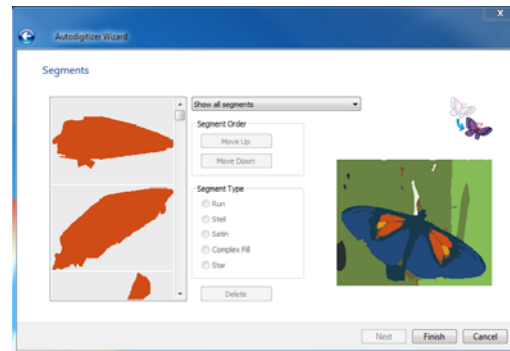 Autodigitizer Wizard
Segments
Show all segments
Segment Order
Move Up
Move Down
Segment Type
Run
Steil
Satin
Complex Fill
Star
Delete
Next
Finish
Cancel